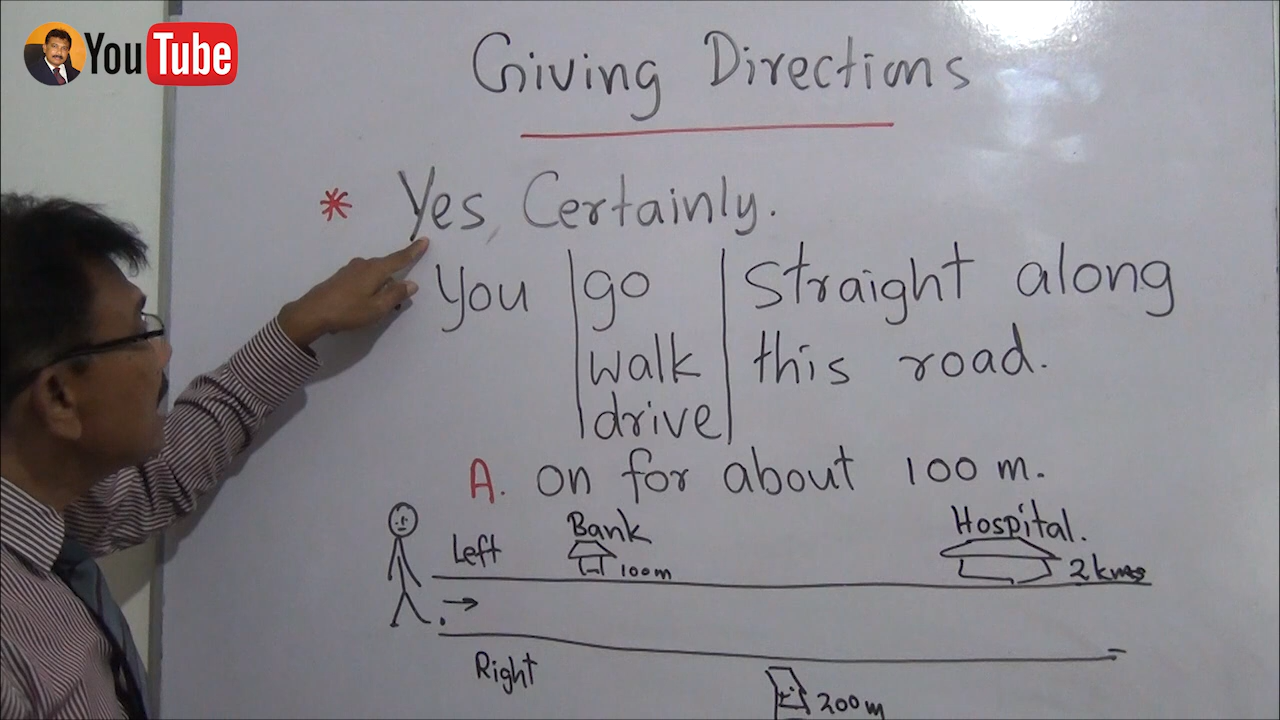 YouTube
Giving Directions
* Yes, Certainly.
You go straight along
walk this road.
drive
A. on for about 100 m.
Bank Hospital.
Left
100m 2 kms
Right
200m